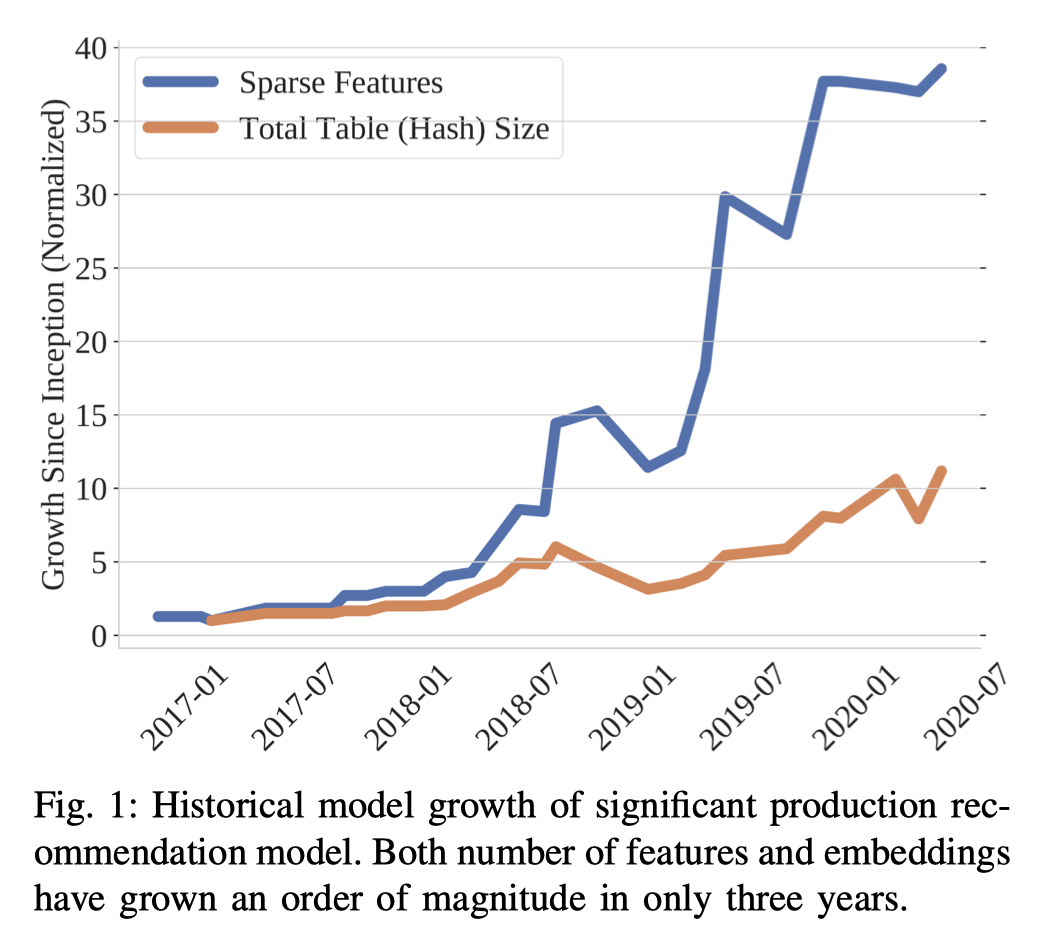 40
35
30
25
20
15
10
5
0
Growth Since Inception (Normalized)
Sparse Features
Total Table (Hash) Size
2017-01
2017-07
2018-01
2018-07
2019-01
2019-07
2020-01
2020-07
Fig. 1: Historical model growth of significant production rec-
ommendation model. Both number of features and embeddings
have grown an order of magnitude in only three years.